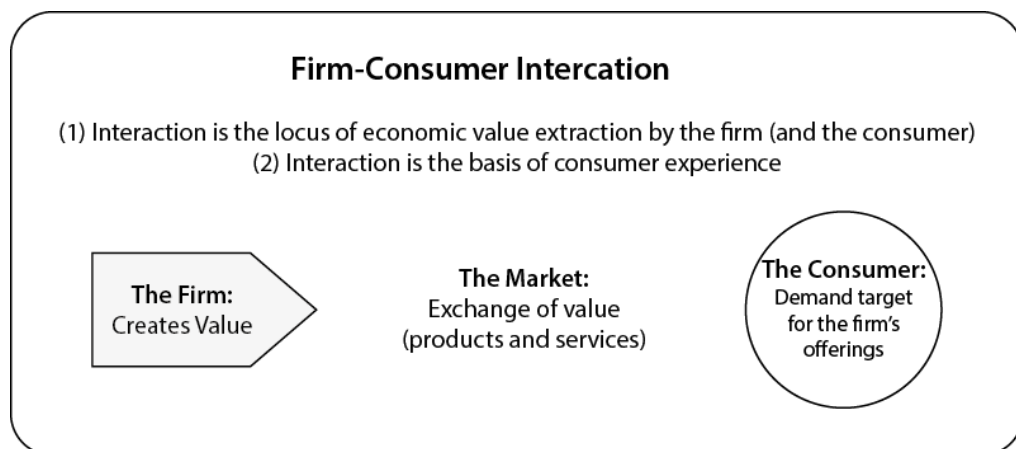 Firm-Consumer Intercation
(1) Interaction is the locus of economic value extraction by the firm (and the consumer)
(2) Interaction is the basis of consumer experience
The Firm:
Creates Value
The Market:
Exchange of value
(products and services)
The Consumer:
Demand target
for the firm's
offerings